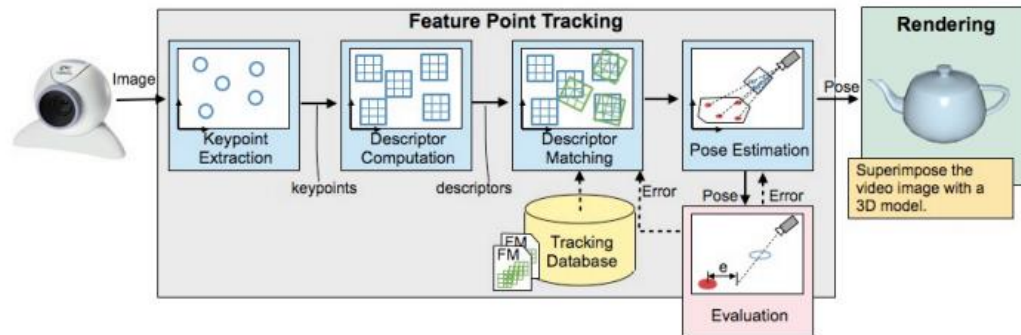 Feature Point Tracking
Rendering
Image
Pose
Keypoint
Extraction
Descriptor
Computation
Descriptor
Matching
Pose Estimation
keypoints
descriptors
Error
Pose
Error
Superimpose the
video image with a
3D model.
Tracking
Database
FM
FM
e
Evaluation